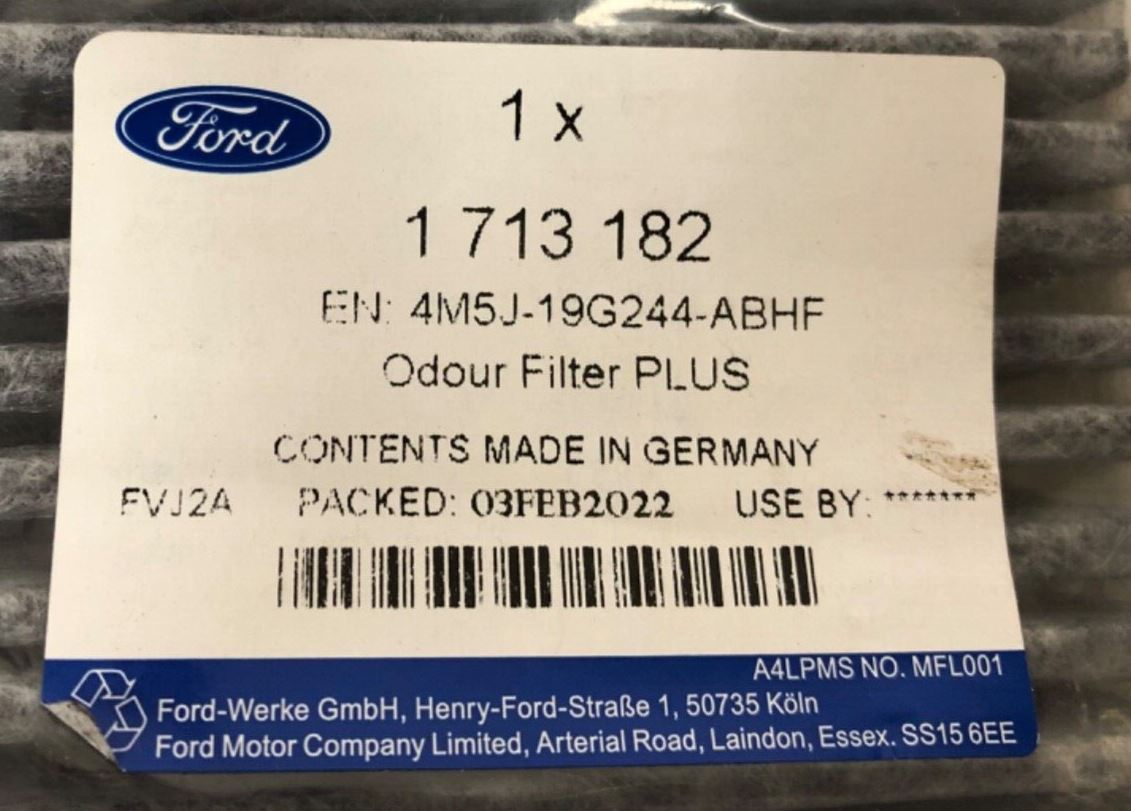 Ford
1 x
1 713 182
EN: 4M5J-19G244-ABHF
Odour Filter PLUS
CONTENTS MADE IN GERMANY
FVJ2A PACKED: 03FEB2022 USE BY: *******
A4LPMS NO. MFL001
Ford-Werke GmbH, Henry-Ford-Straße 1, 50735 Köln
Ford Motor Company Limited, Arterial Road, Laindon, Essex. SS15 6EE